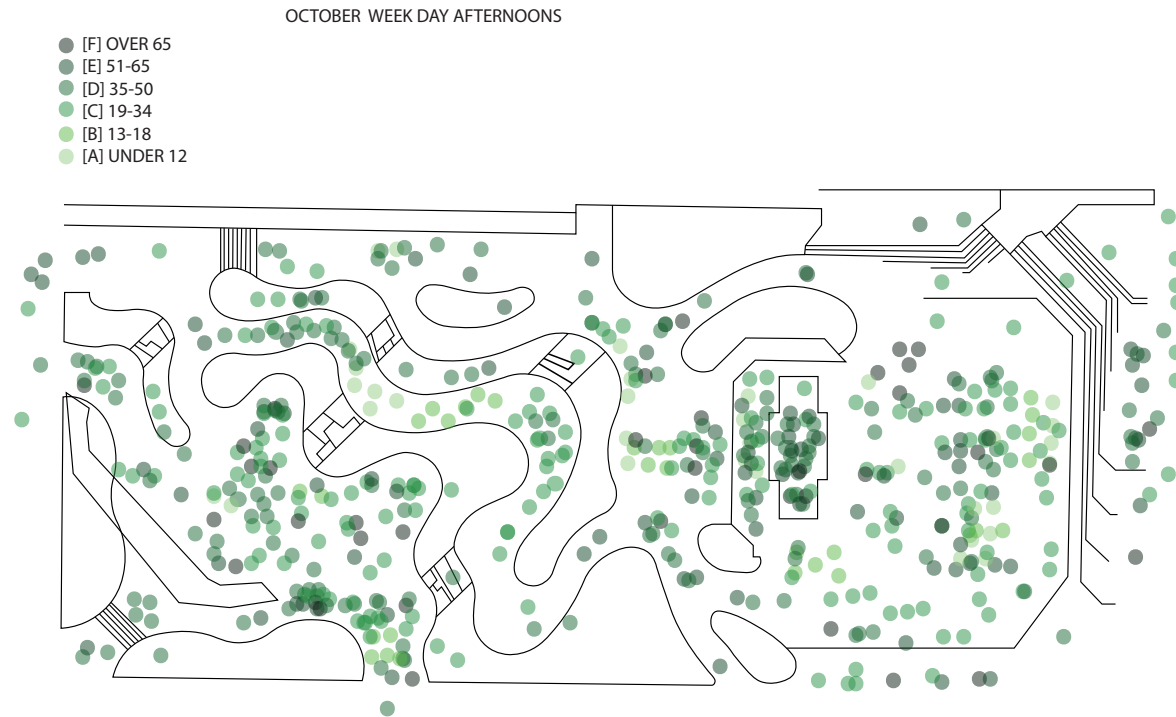 OCTOBER WEEK DAY AFTERNOONS
[F] OVER 65
[E] 51-65
[D] 35-50
[C] 19-34
[B] 13-18
[A] UNDER 12